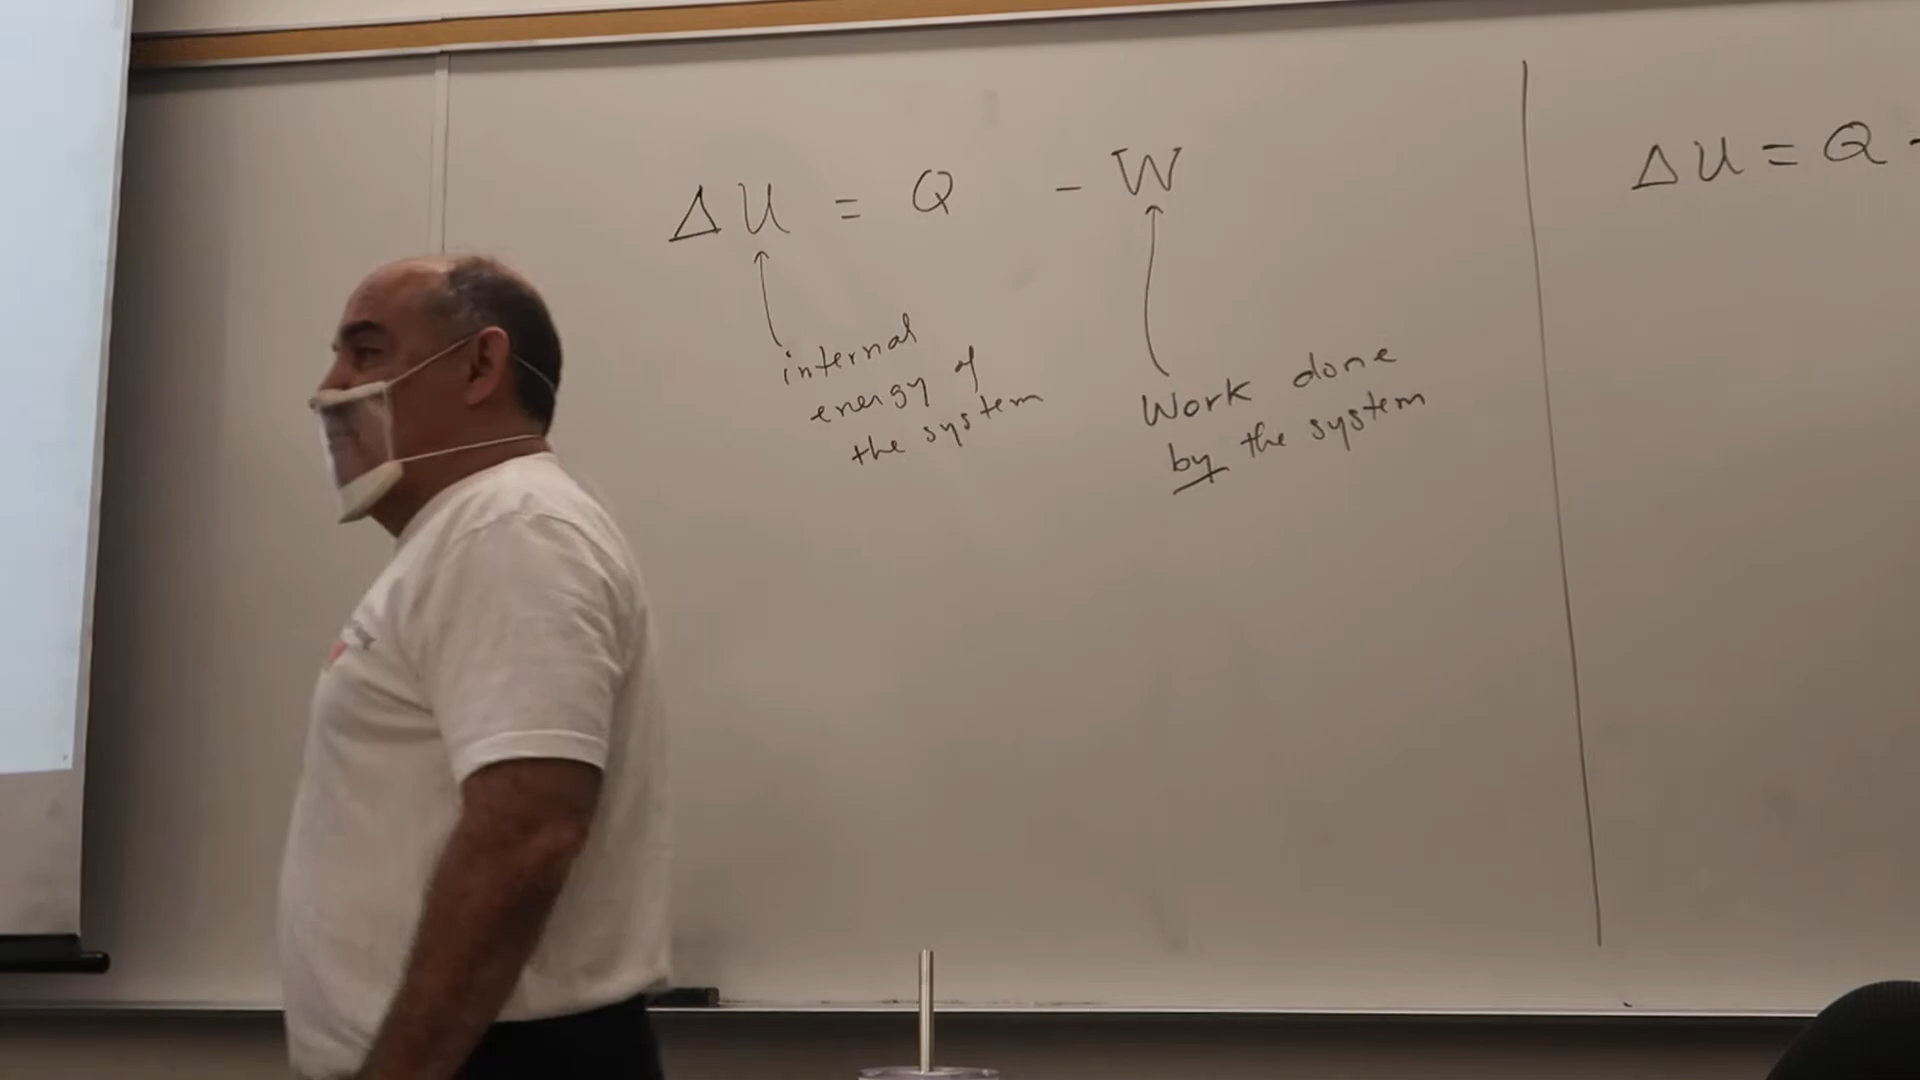 ΔU = Q - W
internal
energy of
the system
Work done
by the system
ΔU = Q